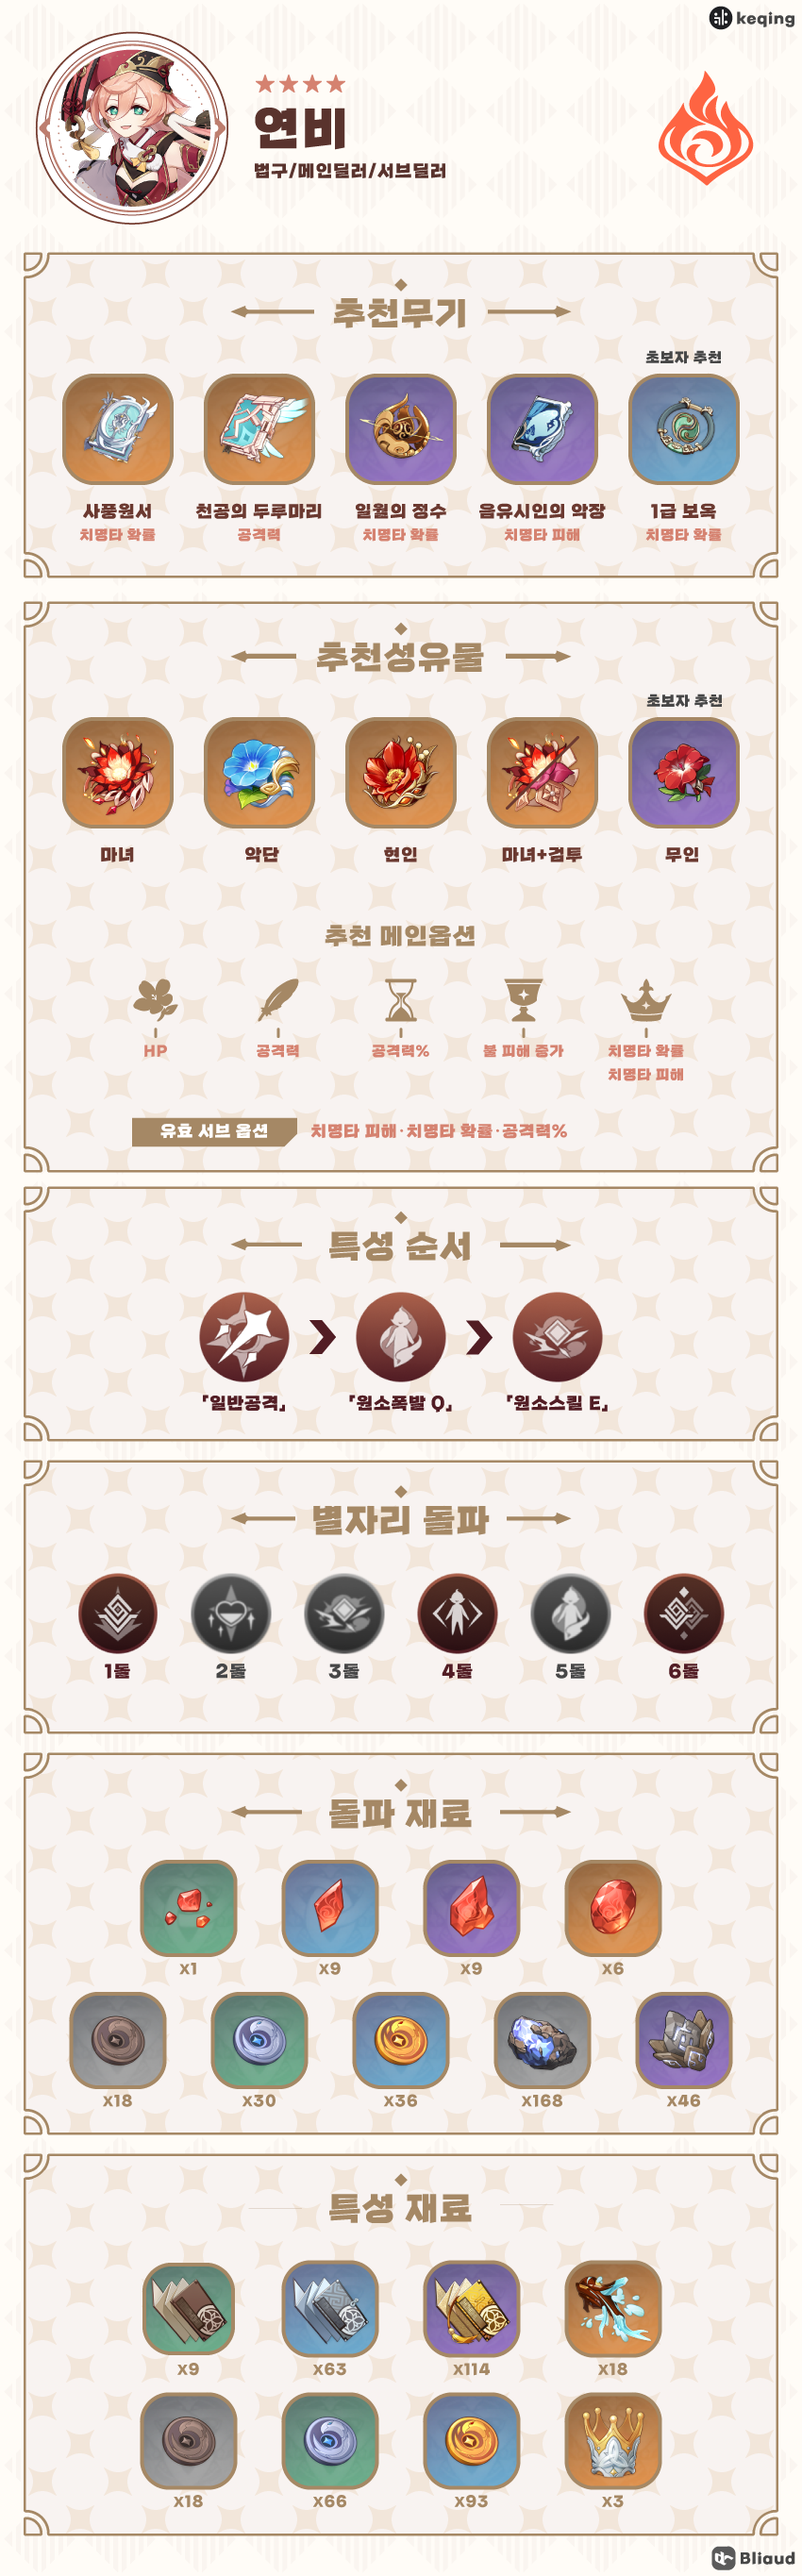 keqing
연비
법구/메인딜러/서브딜러
추천무기
초보자 추천
사풍원서
천공의 두루마리
일월의 정수
음유시인의 악장
1급 보옥
치명타 확률
공격력
치명타 확률
치명타 피해
치명타 확률
추천성유물
초보자 추천
마녀
악단
현인
마녀+검투
무인
추천 메인옵션
HP
공격력
공격력%
불 피해 증가
치명타 확률
치명타 피해
유효 서브 옵션
치명타 피해·치명타 확률·공격력%
특성 순서
「일반공격」
「원소폭발 Q」
「원소스킬 E」
별자리 돌파
1돌
2돌
3돌
4돌
5돌
6돌
돌파 재료
x1
x9
x9
x6
x18
x30
x36
x168
x46
특성 재료
x9
x63
x114
x18
x18
x66
x93
x3
Bliaud